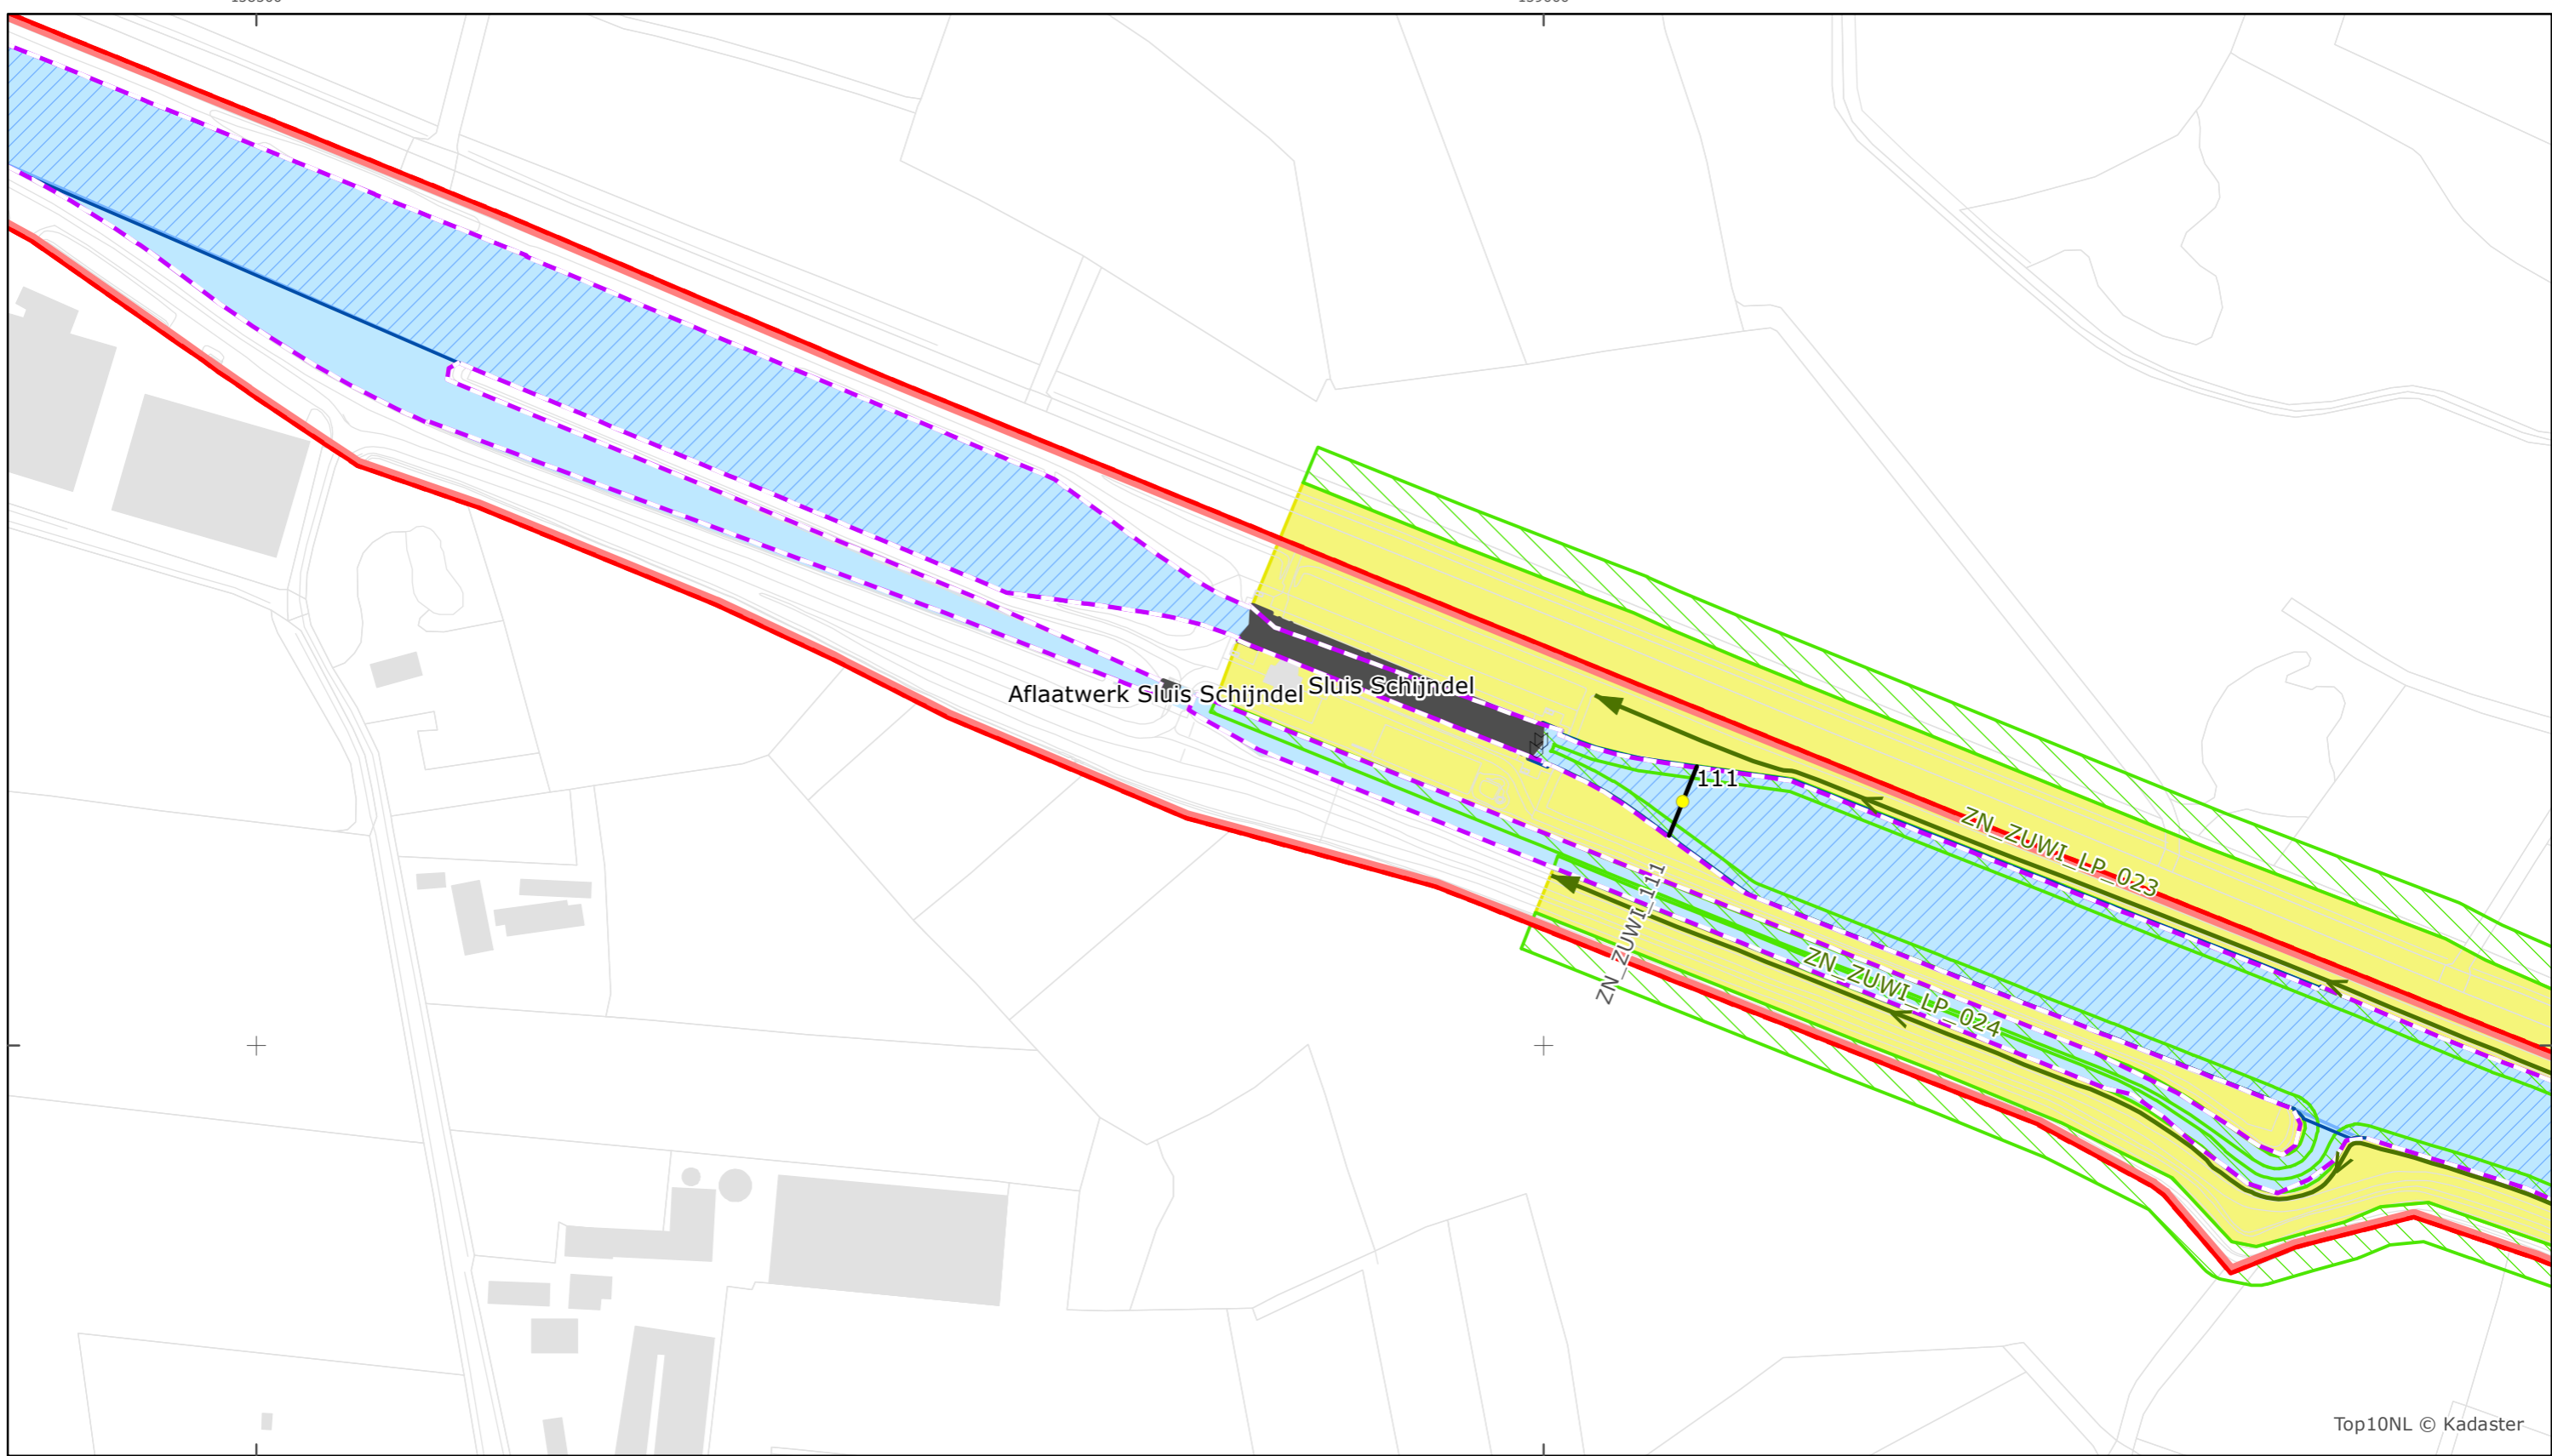 Aflaatwerk Sluis Schijndel
Sluis Schijndel
111
ZN_ZUWI_LP_023
ZN_ZUWI_111
ZN_ZUWI_LP_024
Top10NL © Kadaster